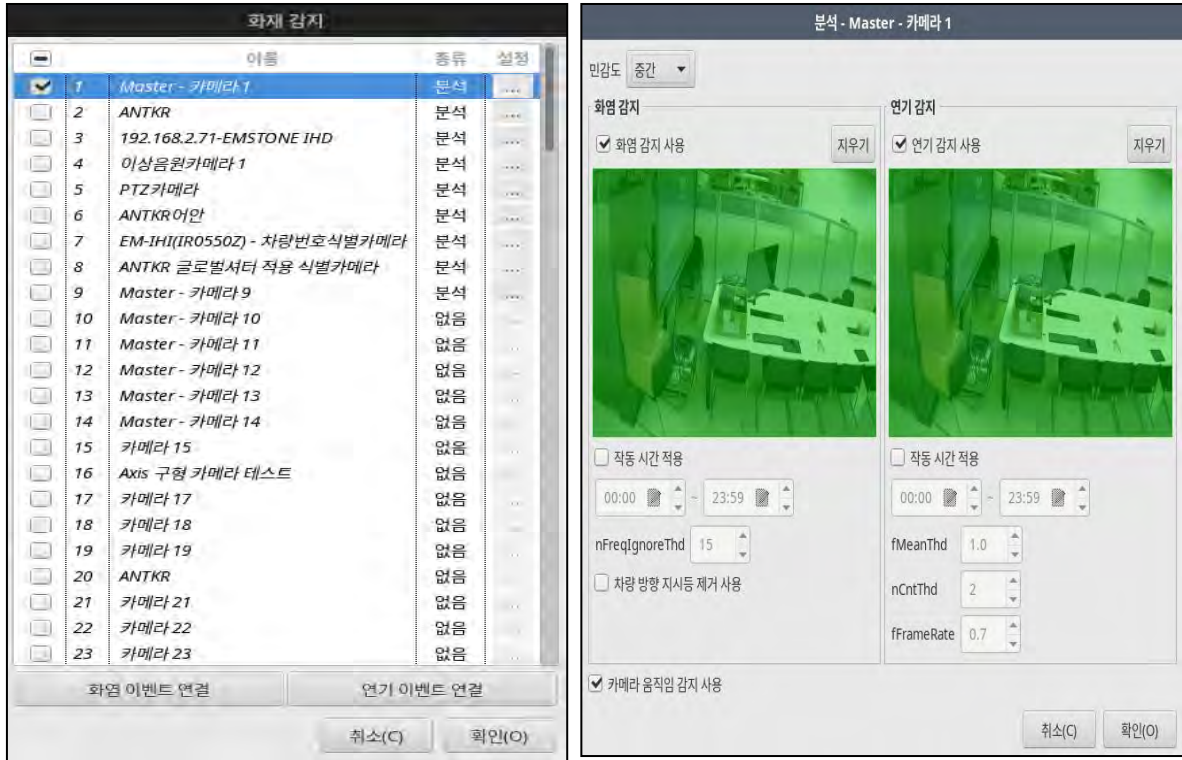 화재 감지
이름 종류 설정
1 Master - 카메라 1 분석 ...
2 ANTKR 분석 ...
3 192.168.2.71-EMSTONE IHD 분석 ...
4 이상음원카메라 1 분석 ...
5 PTZ카메라 분석 ...
6 ANTKR어안 분석 ...
7 EM-IHI(IR0550Z) - 차량번호식별카메라 분석 ...
8 ANTKR 글로벌셔터 적용 식별카메라 분석 ...
9 Master - 카메라 9 분석 ...
10 Master - 카메라 10 없음
11 Master - 카메라 11 없음
12 Master - 카메라 12 없음
13 Master - 카메라 13 없음
14 Master - 카메라 14 없음
15 카메라 15 없음
16 Axis 구형 카메라 테스트 없음
17 카메라 17 없음
18 카메라 18 없음
19 카메라 19 없음
20 ANTKR 없음
21 카메라 21 없음
22 카메라 22 없음
23 카메라 23 없음
화염 이벤트 연결 연기 이벤트 연결
취소(C) 확인(O)
분석 - Master - 카메라 1
민감도 중간
화염 감지
화염 감지 사용 지우기
작동 시간 적용
00:00 ~ 23:59
nFreqIgnoreThd 15
차량 방향 지시등 제거 사용
연기 감지
연기 감지 사용 지우기
작동 시간 적용
00:00 ~ 23:59
fMeanThd 1.0
nCntThd 2
fFrameRate 0.7
카메라 움직임 감지 사용
취소(C) 확인(O)